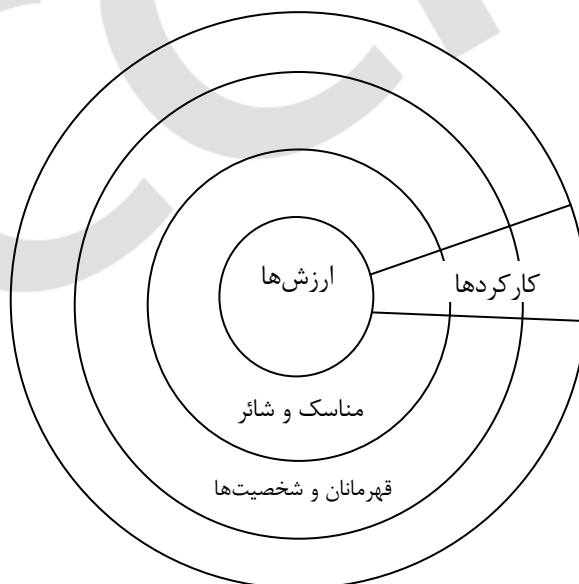 ارزش‌ها
کارکردها
مناسک و شائر
قهرمانان و شخصیت‌ها